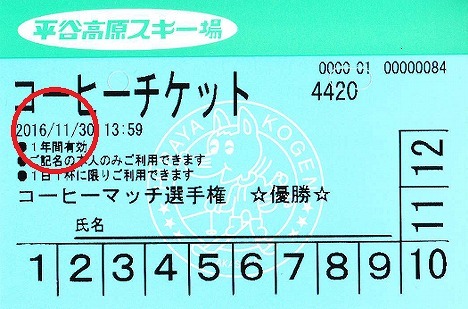 平谷高原スキー場
0000 01 00000084
コーヒーチケット 4420
2016/11/30 13:59
●１年間有効
●ご記名の本人のみご利用できます
●１日１杯に限りご利用できます
コーヒーマッチ選手権 ☆優勝☆
氏名
1 2 3 4 5 6 7 8 9 10
11
12